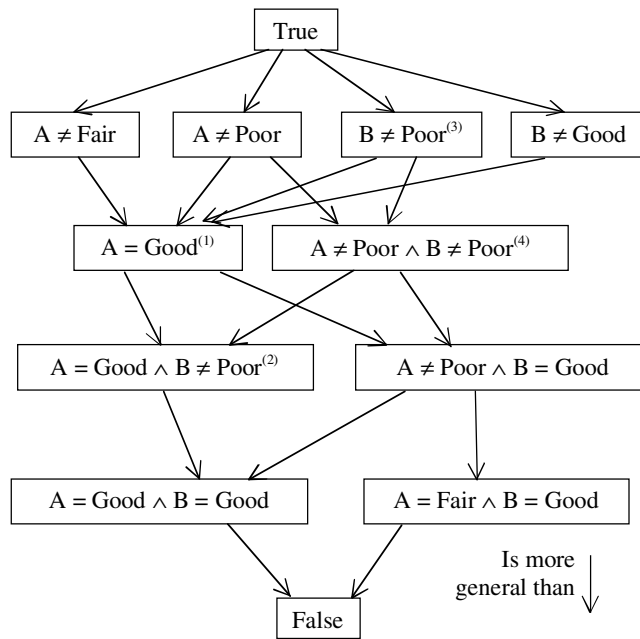 True
A ≠ Fair
A ≠ Poor
B ≠ Poor⁽³⁾
B ≠ Good
A = Good⁽¹⁾
A ≠ Poor ∧ B ≠ Poor⁽⁴⁾
A = Good ∧ B ≠ Poor⁽²⁾
A ≠ Poor ∧ B = Good
A = Good ∧ B = Good
A = Fair ∧ B = Good
Is more
general than
False